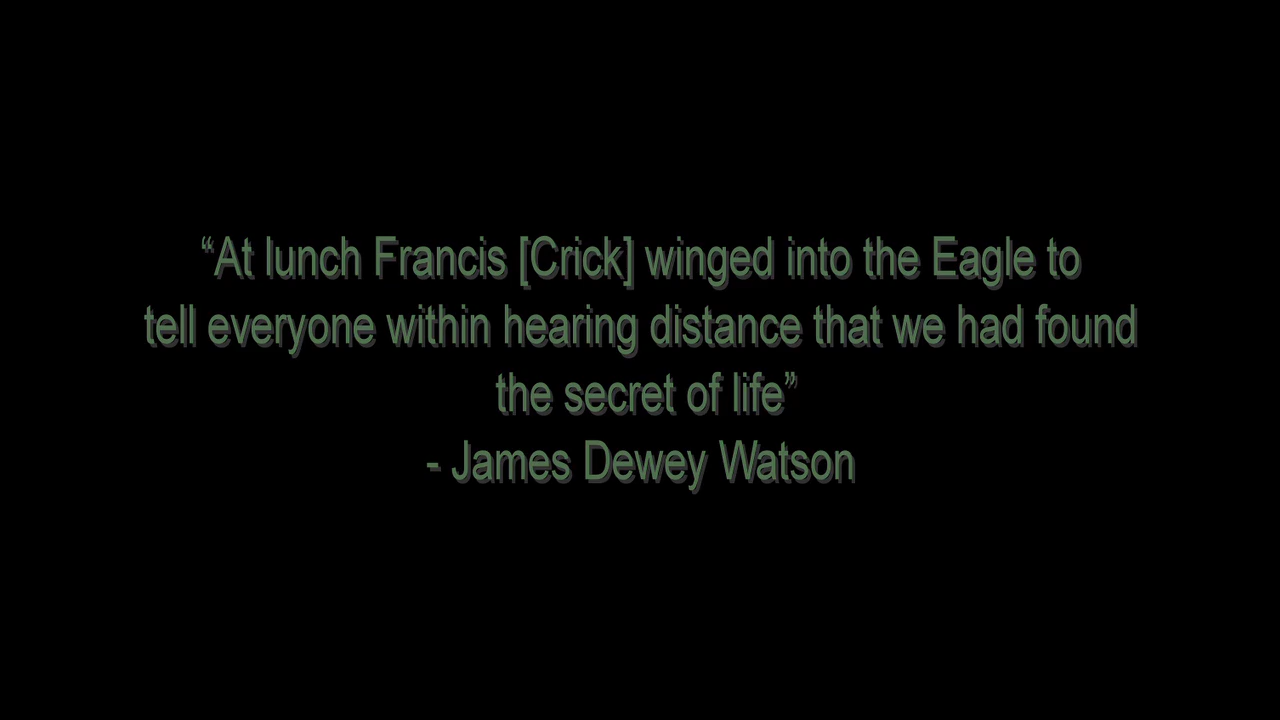 “At lunch Francis [Crick] winged into the Eagle to
tell everyone within hearing distance that we had found
the secret of life”
- James Dewey Watson